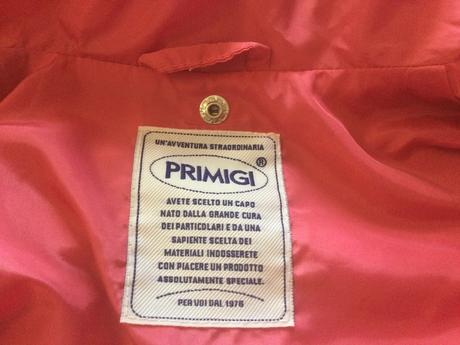 UN'AVVENTURA STRAORDINARIA
PRIMIGI®
AVETE SCELTO UN CAPO
NATO DALLA GRANDE CURA
DEI PARTICOLARI E DA UNA
SAPIENTE SCELTA DEI
MATERIALI INDOSSERETE
CON PIACERE UN PRODOTTO
ASSOLUTAMENTE SPECIALE.
PER VOI DAL 1976